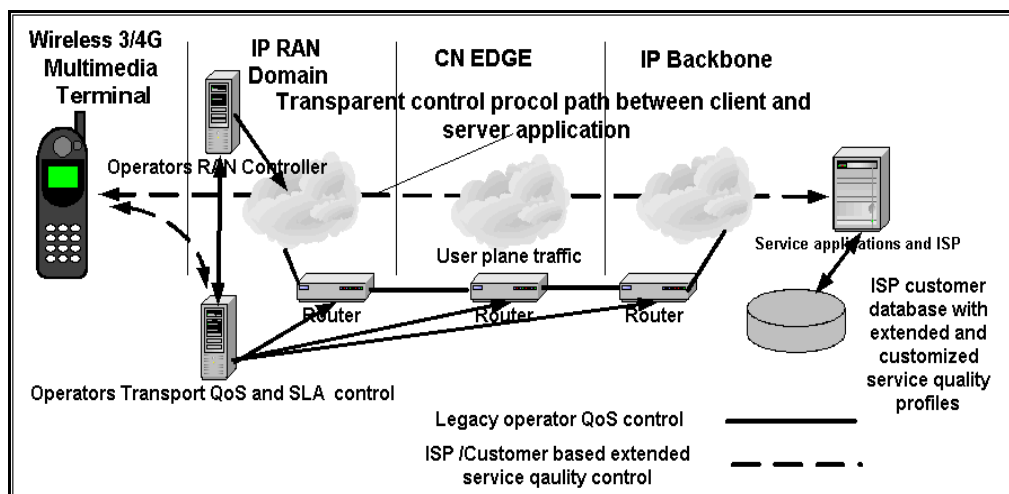 Wireless 3/4G
Multimedia
Terminal
IP RAN
Domain
CN EDGE
IP Backbone
Transparent control procol path between client and
server application
Operators RAN Controller
Service applications and ISP
User plane traffic
Router
Router
Router
ISP customer
database with
extended and
customized
service quality
profiles
Operators Transport QoS and SLA control
Legacy operator QoS control
ISP /Customer based extended
service qaulity control